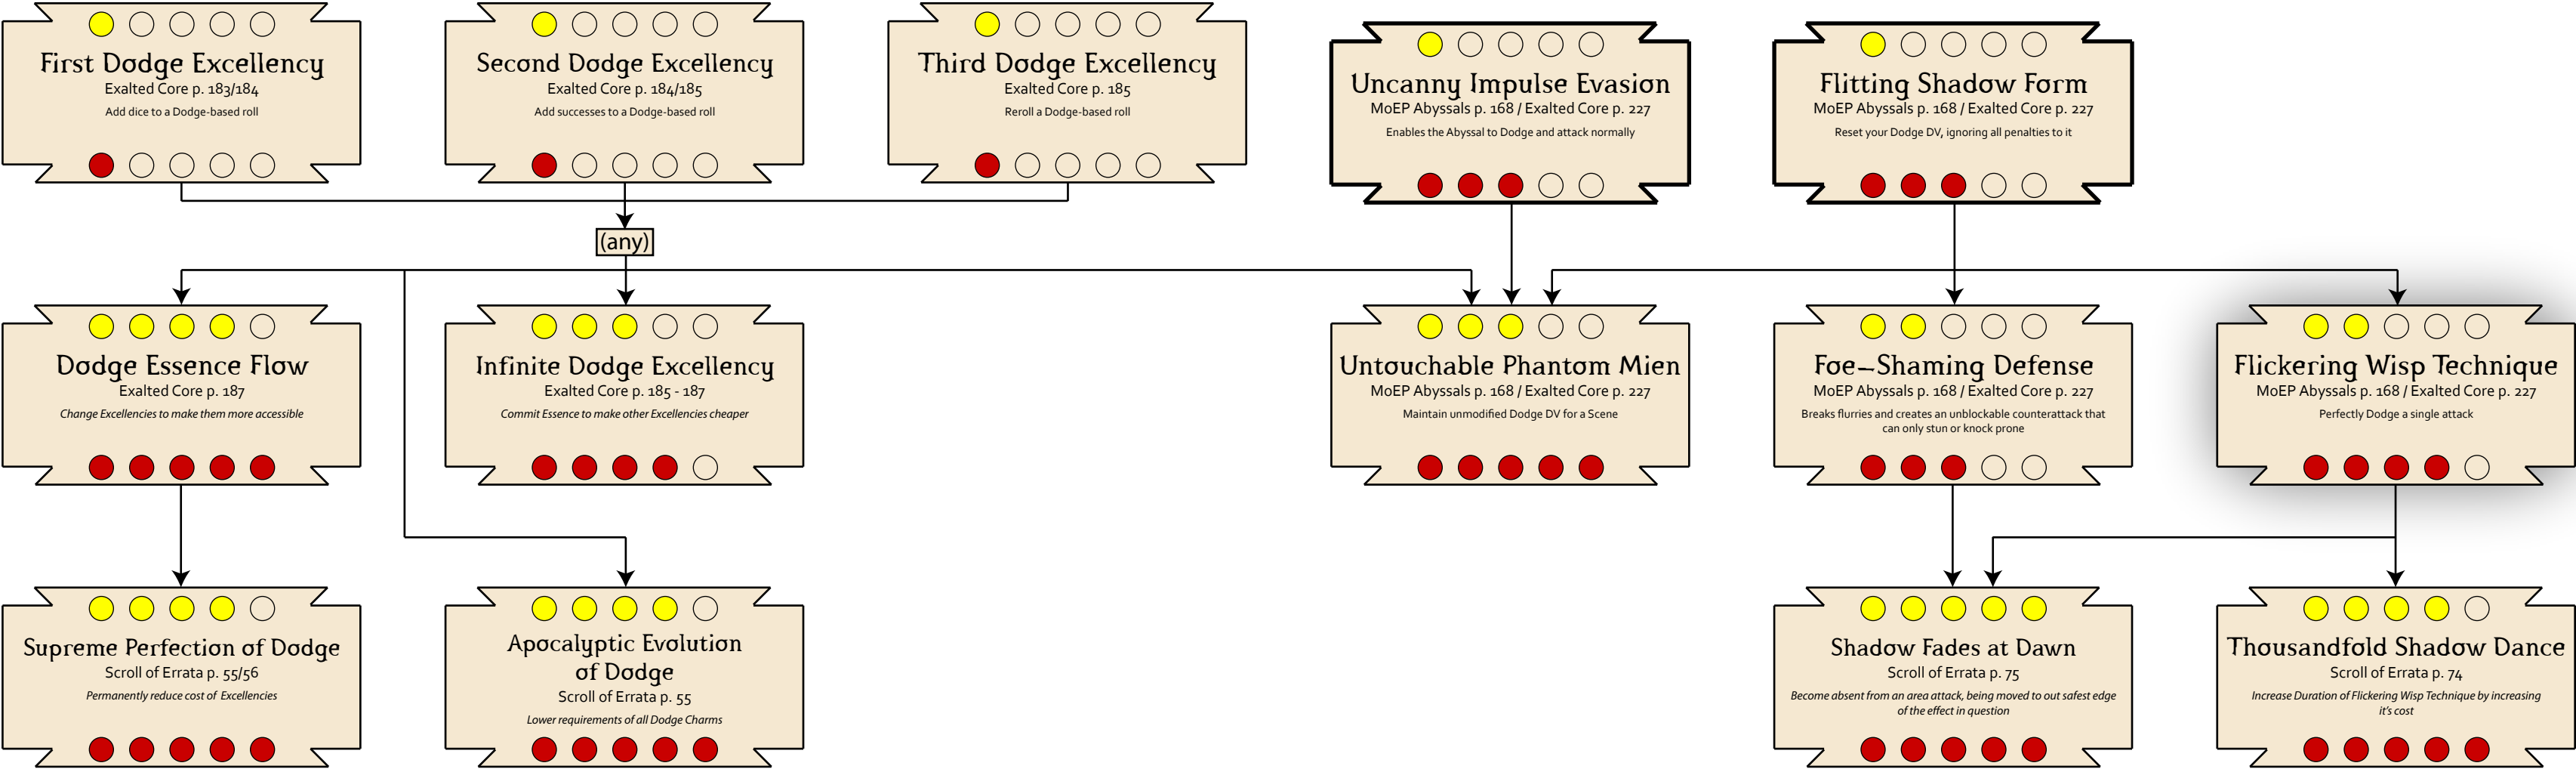 First Dodge Excellency
Exalted Core p. 183/184
Add dice to a Dodge-based roll
Second Dodge Excellency
Exalted Core p. 184/185
Add successes to a Dodge-based roll
Third Dodge Excellency
Exalted Core p. 185
Reroll a Dodge-based roll
Uncanny Impulse Evasion
MoEP Abyssals p. 168 / Exalted Core p. 227
Enables the Abyssal to Dodge and attack normally
Flitting Shadow Form
MoEP Abyssals p. 168 / Exalted Core p. 227
Reset your Dodge DV, ignoring all penalties to it
(any)
Dodge Essence Flow
Exalted Core p. 187
Change Excellencies to make them more accessible
Infinite Dodge Excellency
Exalted Core p. 185 - 187
Commit Essence to make other Excellencies cheaper
Untouchable Phantom Mien
MoEP Abyssals p. 168 / Exalted Core p. 227
Maintain unmodified Dodge DV for a Scene
Foe-Shaming Defense
MoEP Abyssals p. 168 / Exalted Core p. 227
Breaks flurries and creates an unblockable counterattack that
can only stun or knock prone
Flickering Wisp Technique
MoEP Abyssals p. 168 / Exalted Core p. 227
Perfectly Dodge a single attack
Supreme Perfection of Dodge
Scroll of Errata p. 55/56
Permanently reduce cost of Excellencies
Apocalyptic Evolution
of Dodge
Scroll of Errata p. 55
Lower requirements of all Dodge Charms
Shadow Fades at Dawn
Scroll of Errata p. 75
Become absent from an area attack, being moved to out safest edge
of the effect in question
Thousandfold Shadow Dance
Scroll of Errata p. 74
Increase Duration of Flickering Wisp Technique by increasing
it's cost